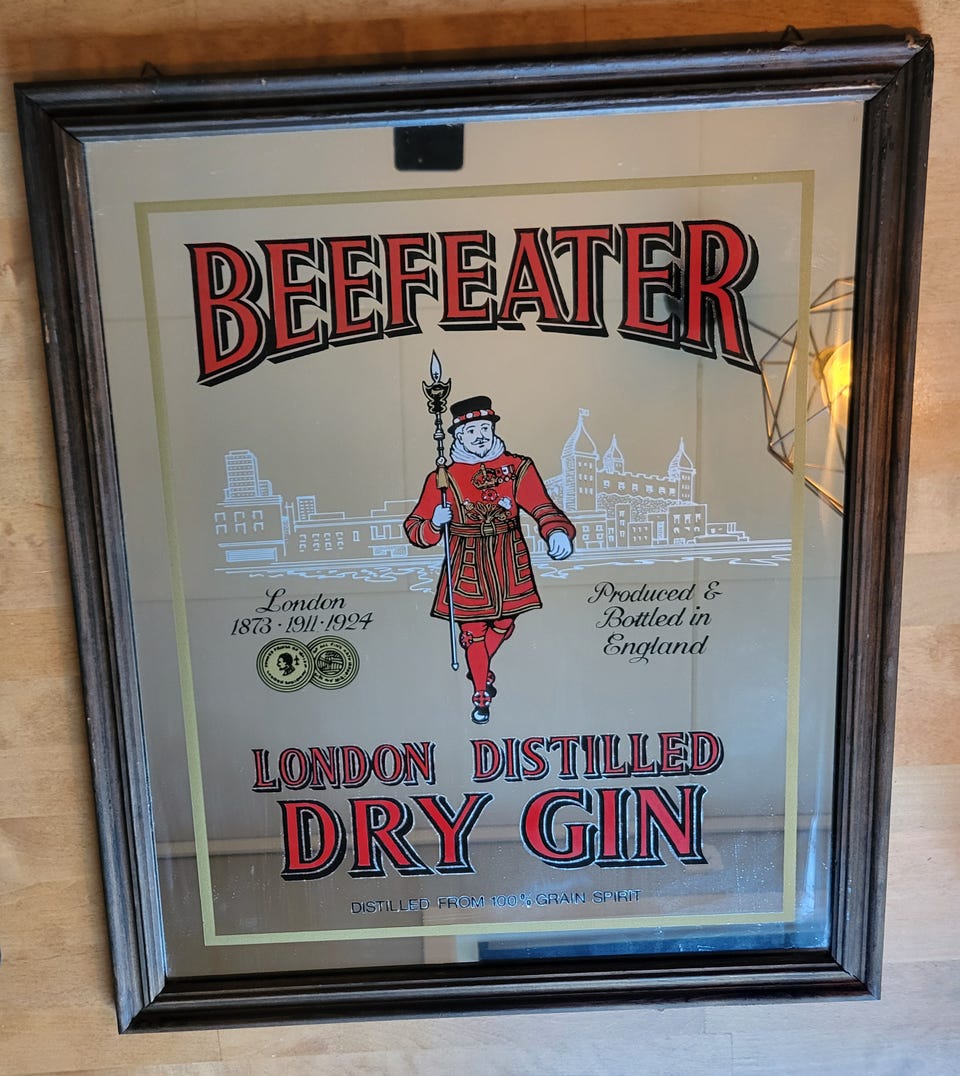 BEEFEATER
London
1873 · 1911 · 1924
Produced &
Bottled in
England
LONDON DISTILLED
DRY GIN
DISTILLED FROM 100% GRAIN SPIRIT